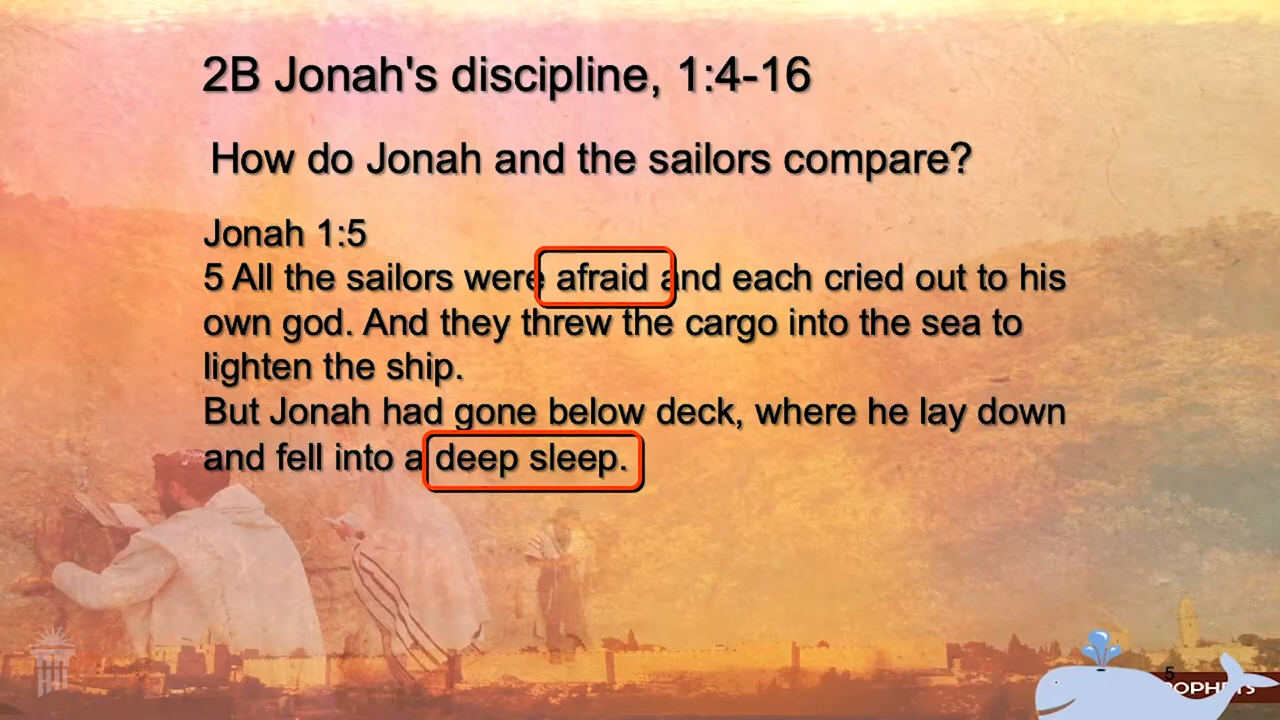 2B Jonah's discipline, 1:4-16
How do Jonah and the sailors compare?
Jonah 1:5
5 All the sailors were afraid and each cried out to his
own god. And they threw the cargo into the sea to
lighten the ship.
But Jonah had gone below deck, where he lay down
and fell into a deep sleep.
5